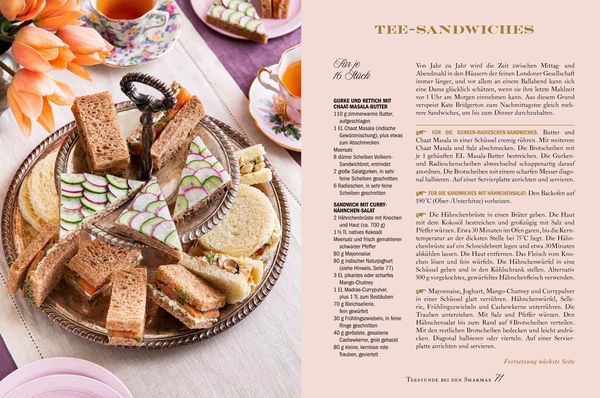 TEE-SANDWICHES
Für je
16 Stück
GURKE UND RETTICH MIT
CHAAT-MASALA-BUTTER
110 g zimmerwarme Butter,
aufgeschlagen
1 EL Chaat Masala (indische
Gewürzmischung), plus etwas
zum Abschmecken
Meersalz
8 dünne Scheiben Vollkorn-
Sandwichbrot, entrindet
2 große Salatgurken, in sehr
feine Scheiben geschnitten
6 Radieschen, in sehr feine
Scheiben geschnitten
SANDWICH MIT CURRY-
HÄHNCHEN-SALAT
2 Hähnchenbrüste mit Knochen
und Haut (ca. 700 g)
1 ½ TL natives Kokosöl
Meersalz und frisch gemahlener
schwarzer Pfeffer
80 g Mayonnaise
80 g indischer Naturjoghurt
(siehe Hinweis, Seite 77)
3 EL pikantes oder scharfes
Mango-Chutney
1 EL Madras-Currypulver,
plus 1 TL zum Bestäuben
70 g Bleichsellerie,
fein gewürfelt
30 g Frühlingszwiebeln, in feine
Ringe geschnitten
40 g geröstete, gesalzene
Cashewkerne, grob gehackt
80 g kleine, kernlose rote
Trauben, geviertelt
Von Jahr zu Jahr wird die Zeit zwischen Mittag- und
Abendmahl in den Häusern der feinen Londoner Gesellschaft
immer länger, und vor allem an einem Ballabend kann sich
eine Dame glücklich schätzen, wenn sie ihre letzte Mahlzeit
vor 1 Uhr am Morgen einnehmen kann. Aus diesem Grund
verspeist Kate Bridgerton zum Nachmittagstee gleich meh-
rere Sandwiches, um bis zum Dinner durchzuhalten.
FÜR DIE GURKEN-RADIESCHEN-SANDWICHES: Butter und
Chaat Masala in einer Schüssel cremig rühren. Mit weiterem
Chaat Masala und Salz abschmecken. Die Brotscheiben mit
je 1 gehäuften EL Masala-Butter bestreichen. Die Gurken-
und Radieschenscheiben abwechselnd schuppenartig darauf
anordnen. Die Brotscheiben mit einem scharfen Messer diago-
nal halbieren. Auf einer Servierplatte anrichten und servieren.
FÜR DIE SANDWICHES MIT HÄHNCHENSALAT: Den Backofen auf
190 °C (Ober-/Unterhitze) vorheizen.
Die Hähnchenbrüste in einen Bräter geben. Die Haut
mit dem Kokosöl bestreichen und großzügig mit Salz und
Pfeffer würzen. Etwa 30 Minuten im Ofen garen, bis die Kern-
temperatur an der dicksten Stelle bei 75 °C liegt. Die Hähn-
chenbrüste auf ein Schneidebrett legen und etwa 30 Minuten
abkühlen lassen. Die Haut entfernen. Das Fleisch vom Kno-
chen lösen und fein würfeln. Die Hähnchenwürfel in eine
Schüssel geben und in den Kühlschrank stellen. Alternativ
500 g vorgekochtes, gewürfeltes Hähnchenfleisch verwenden.
Mayonnaise, Joghurt, Mango-Chutney und Currypulver
in einer Schüssel glatt verrühren. Hähnchenwürfel, Selle-
rie, Frühlingszwiebeln und Cashewkerne unterrühren. Die
Trauben unterziehen. Mit Salz und Pfeffer würzen. Den
Hähnchensalat bis zum Rand auf 8 Brotscheiben verteilen.
Mit den restlichen Brotscheiben bedecken und leicht andrü-
cken. Diagonal halbieren oder vierteln. Auf einer Servier-
platte anrichten und servieren.
Fortsetzung nächste Seite
TEESTUNDE BEI DEN SHARMAS 71